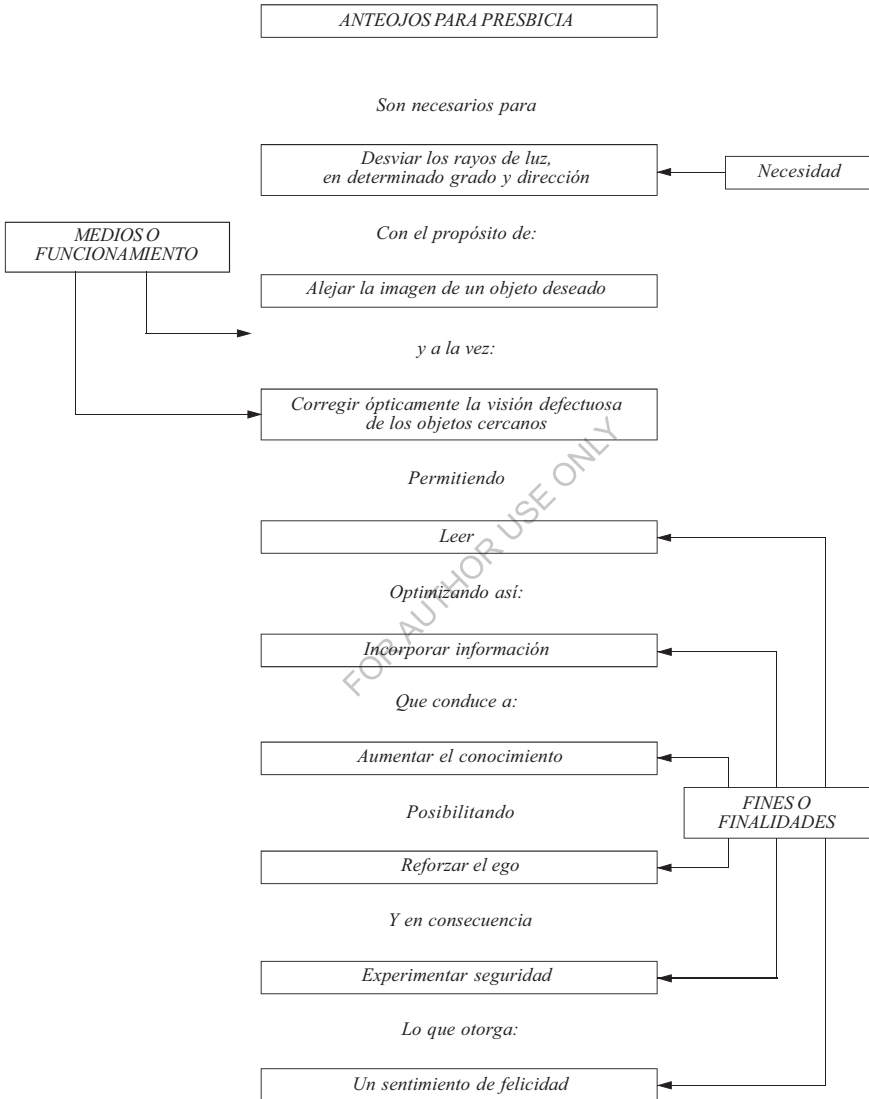 ANTEOJOS PARA PRESBICIA
Son necesarios para
Desviar los rayos de luz,
en determinado grado y dirección
Necesidad
MEDIOS O
FUNCIONAMIENTO
Con el propósito de:
Alejar la imagen de un objeto deseado
y a la vez:
Corregir ópticamente la visión defectuosa
de los objetos cercanos
Permitiendo
Leer
Optimizando así:
Incorporar información
Que conduce a:
Aumentar el conocimiento
Posibilitando
FINES O
FINALIDADES
Reforzar el ego
Y en consecuencia
Experimentar seguridad
Lo que otorga:
Un sentimiento de felicidad
FOR AUTHOR USE ONLY